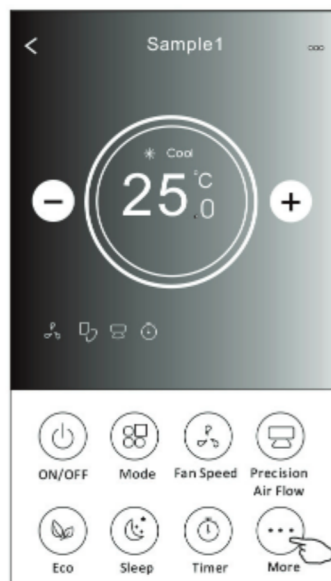 Sample1
Cool
25.0°C
ON/OFF
Mode
Fan Speed
Precision
Air Flow
Eco
Sleep
Timer
More